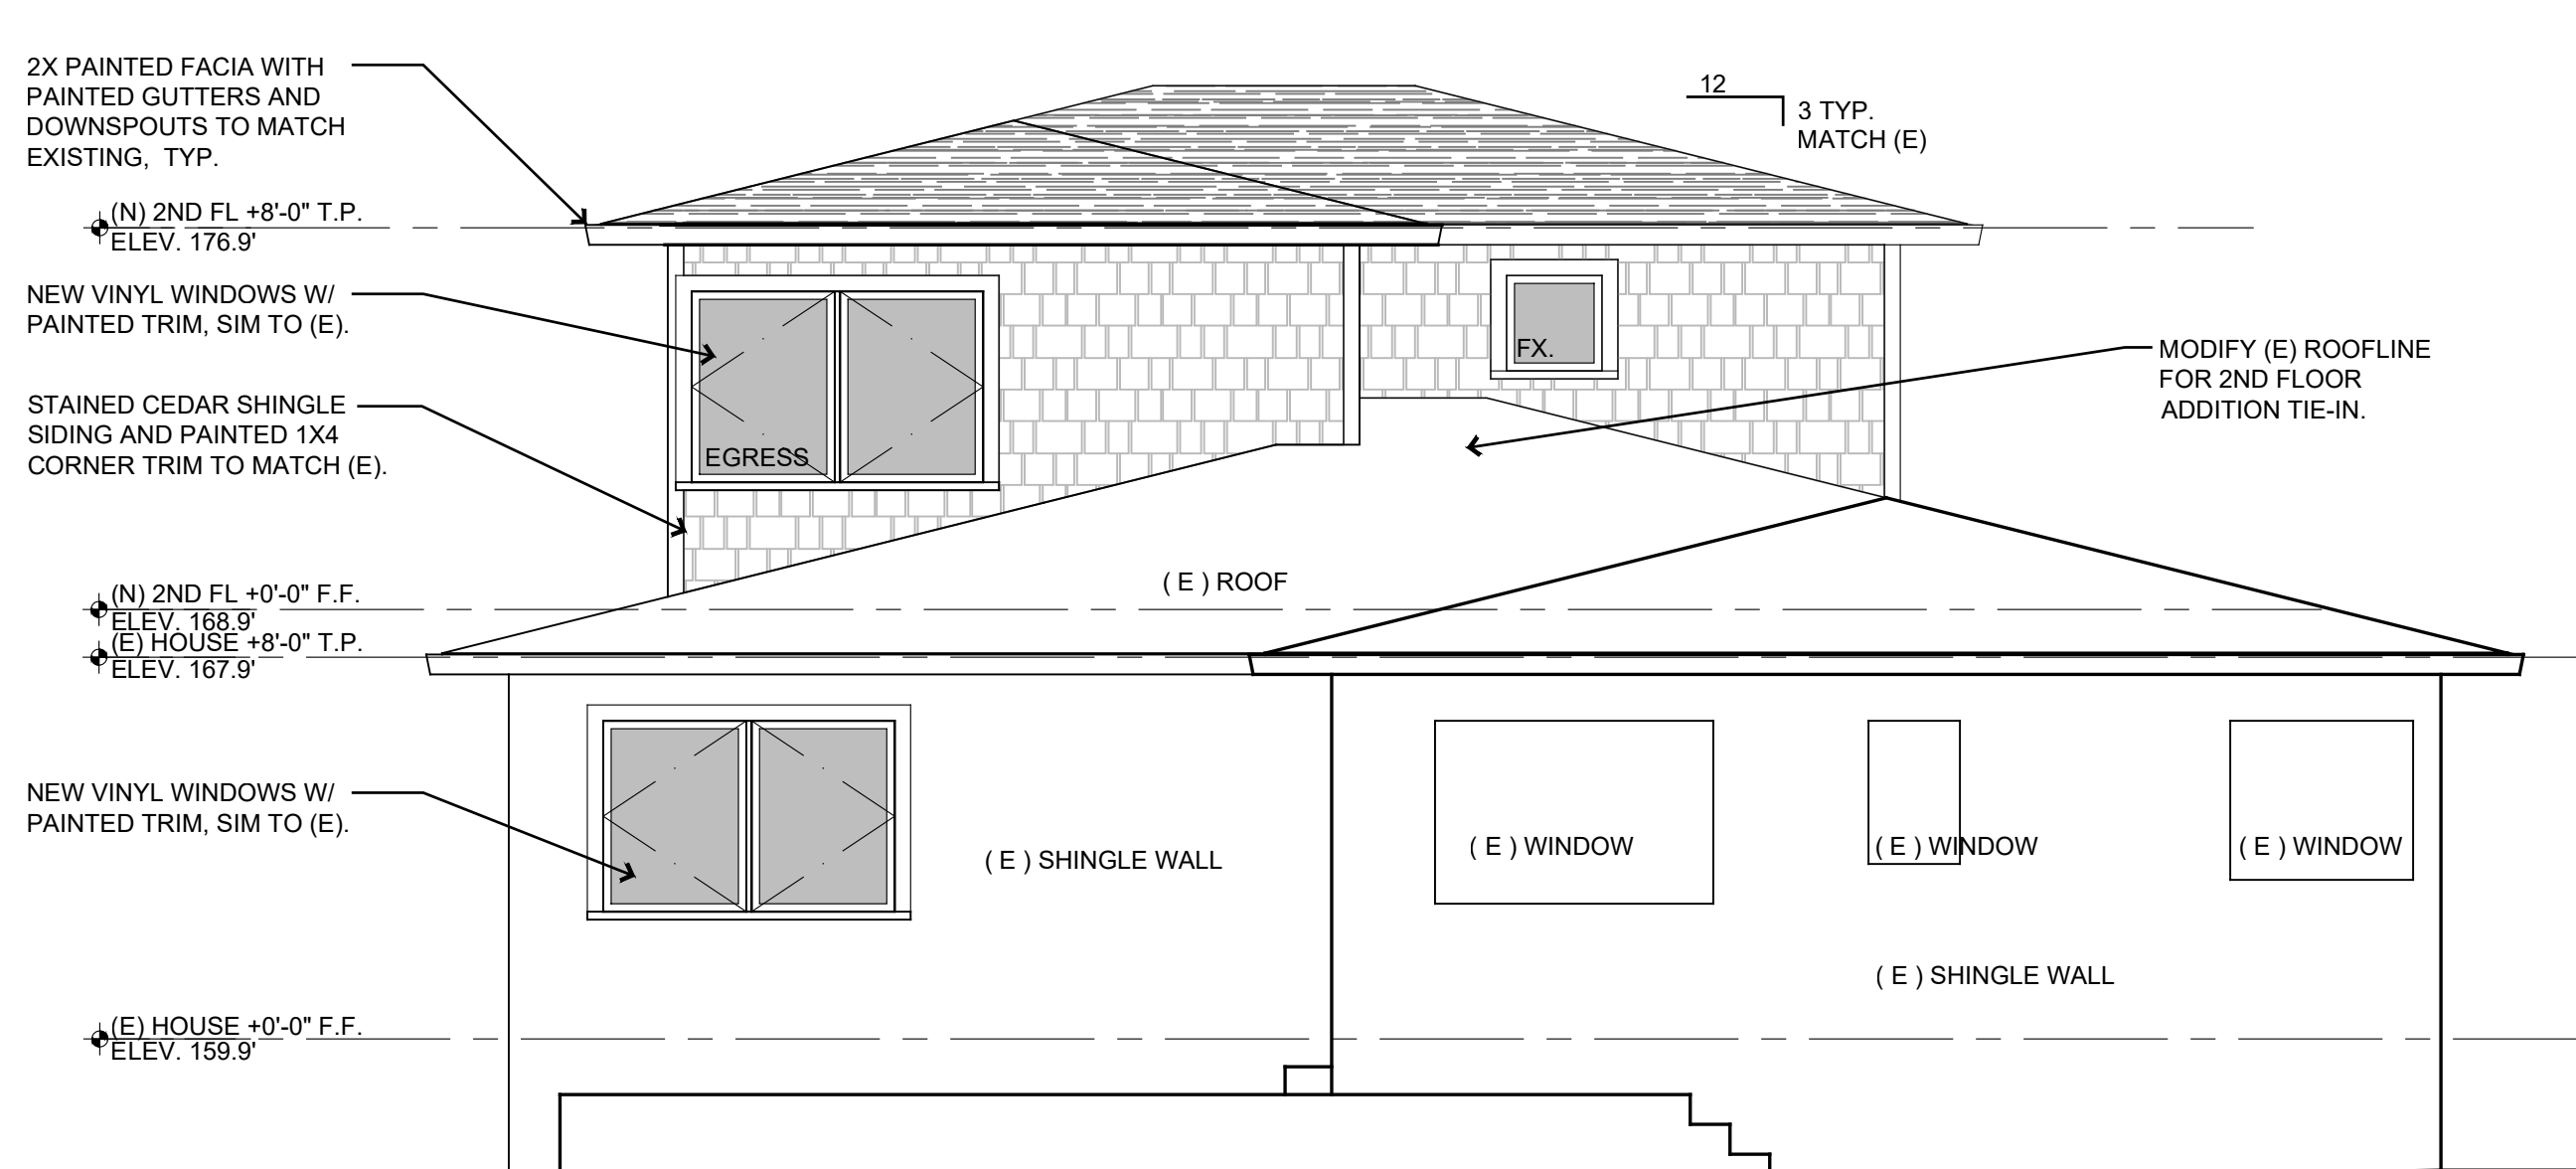 2X PAINTED FACIA WITH
PAINTED GUTTERS AND
DOWNSPOUTS TO MATCH
EXISTING,  TYP.
12
3 TYP.
MATCH (E)
(N) 2ND FL +8'-0" T.P.
ELEV. 176.9'
NEW VINYL WINDOWS W/
PAINTED TRIM, SIM TO (E).
FX.
MODIFY (E) ROOFLINE
FOR 2ND FLOOR
ADDITION TIE-IN.
STAINED CEDAR SHINGLE
SIDING AND PAINTED 1X4
CORNER TRIM TO MATCH (E).
EGRESS
( E ) ROOF
(N) 2ND FL +0'-0" F.F.
ELEV. 168.9'
(E) HOUSE +8'-0" T.P.
ELEV. 167.9'
NEW VINYL WINDOWS W/
PAINTED TRIM, SIM TO (E).
( E ) SHINGLE WALL
( E ) WINDOW
( E ) WINDOW
( E ) WINDOW
( E ) SHINGLE WALL
(E) HOUSE +0'-0" F.F.
ELEV. 159.9'